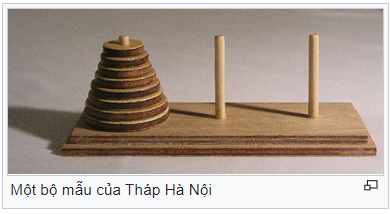 Một bộ mẫu của Tháp Hà Nội